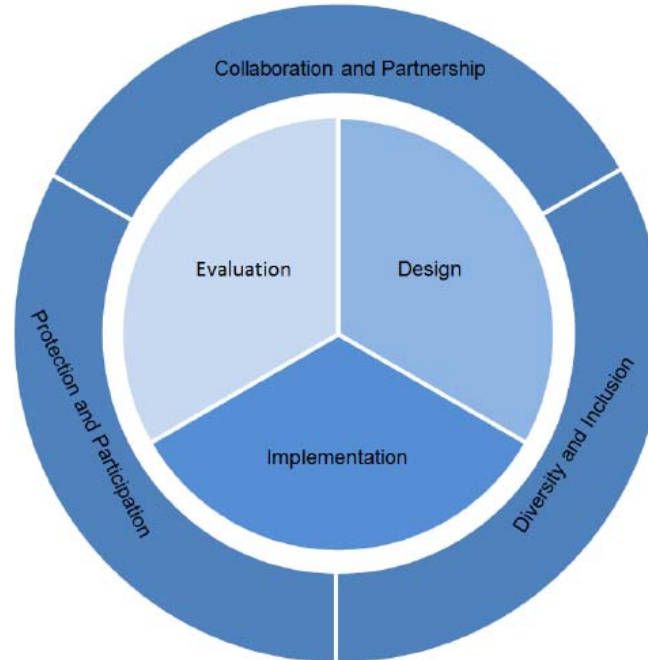 Collaboration and Partnership
Evaluation
Design
Implementation
Protection and Participation
Diversity and Inclusion